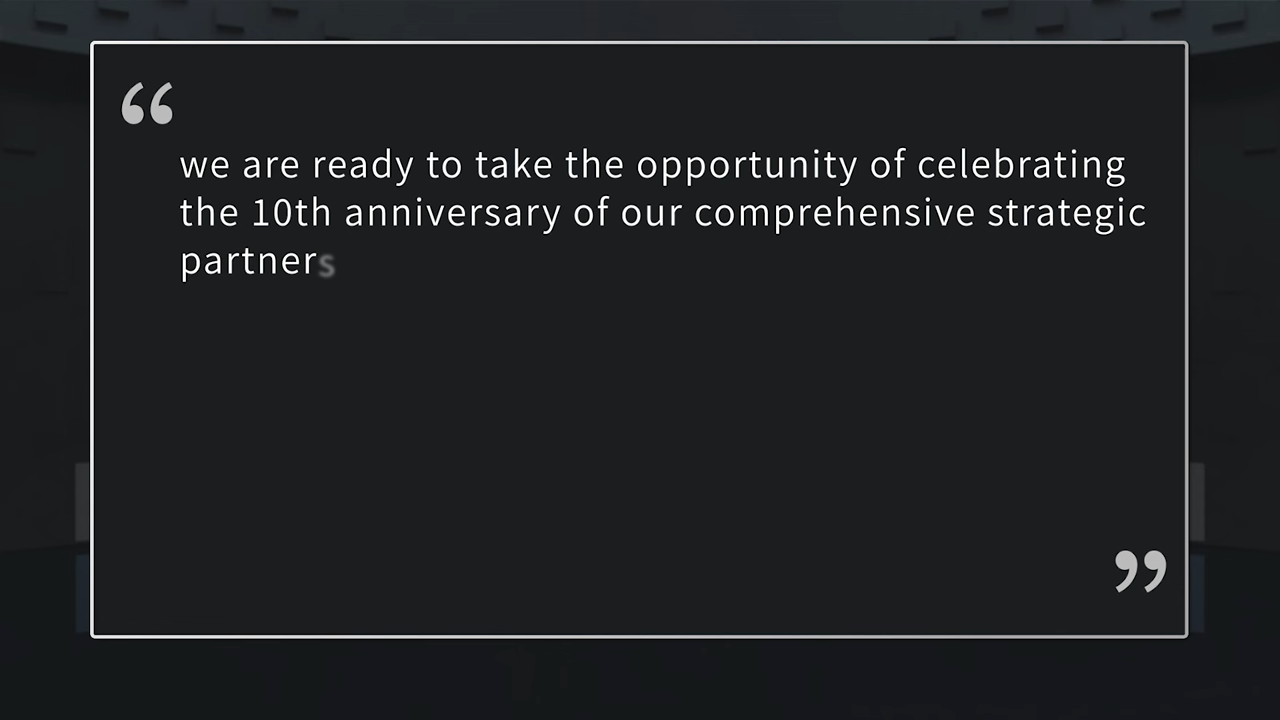 “
we are ready to take the opportunity of celebrating
the 10th anniversary of our comprehensive strategic
partners
”